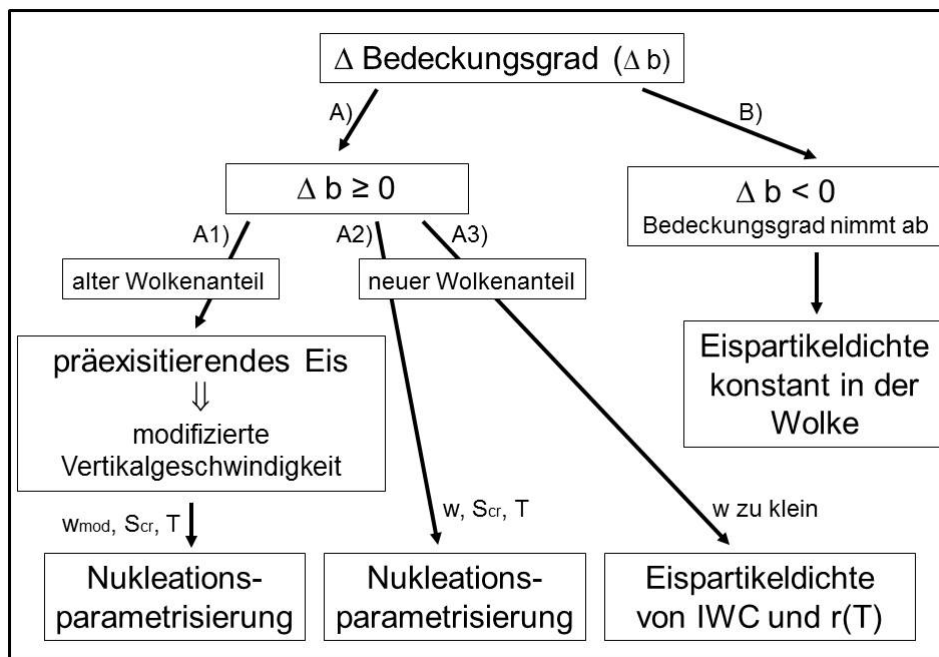 Δ Bedeckungsgrad (Δ b)
A)
B)
Δ b ≥ 0
Δ b < 0
Bedeckungsgrad nimmt ab
A1)
A2)
A3)
alter Wolkenanteil
neuer Wolkenanteil
präexisitierendes Eis
⇓
modifizierte
Vertikalgeschwindigkeit
Eispartikeldichte
konstant in der
Wolke
wmod, Scr, T
w, Scr, T
w zu klein
Nukleations-
parametrisierung
Nukleations-
parametrisierung
Eispartikeldichte
von IWC und r(T)